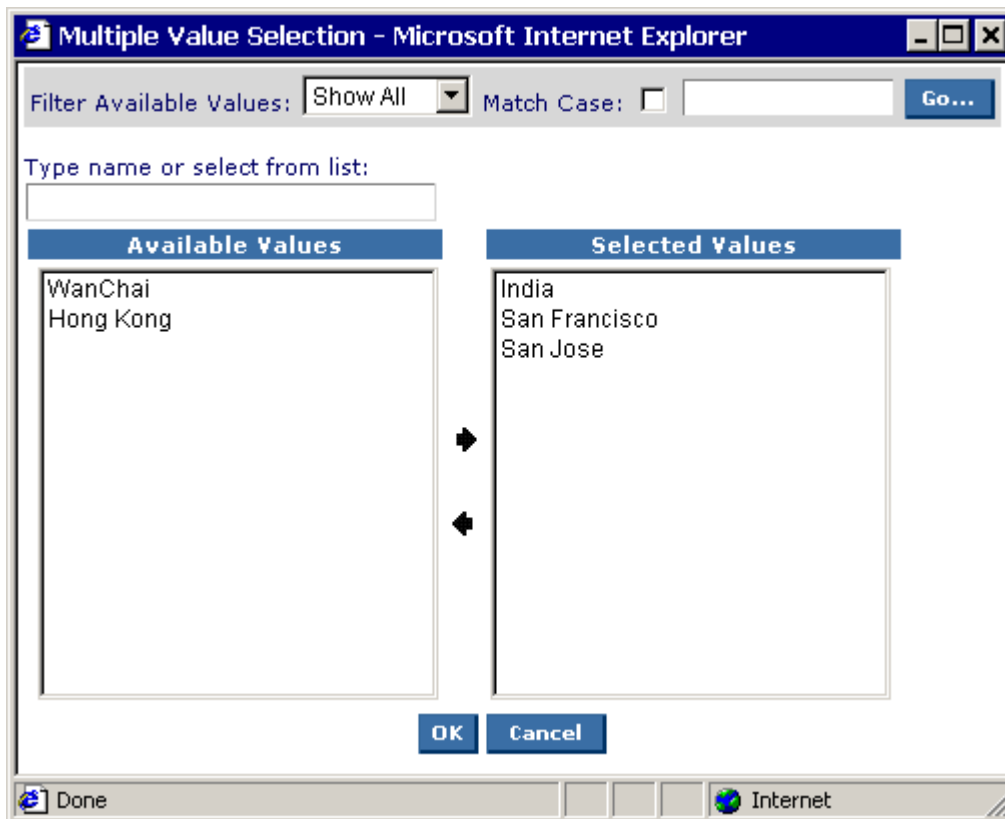 Multiple Value Selection - Microsoft Internet Explorer
Filter Available Values: Show All Match Case: Go...
Type name or select from list:
Available Values
WanChai
Hong Kong
Selected Values
India
San Francisco
San Jose
OK Cancel
Done Internet